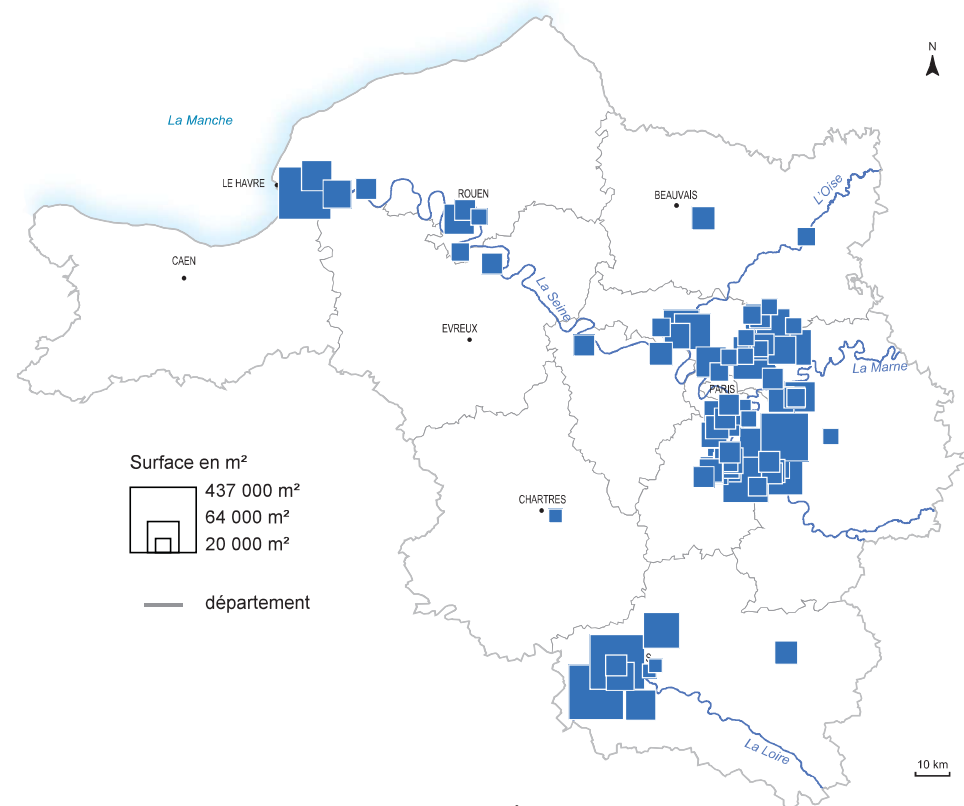 N
La Manche
LE HAVRE
ROUEN
BEAUVAIS
L'Oise
CAEN
La Seine
EVREUX
La Marne
PARIS
Surface en m²
437 000 m²
64 000 m²
20 000 m²
CHARTRES
département
S
La Loire
10 km